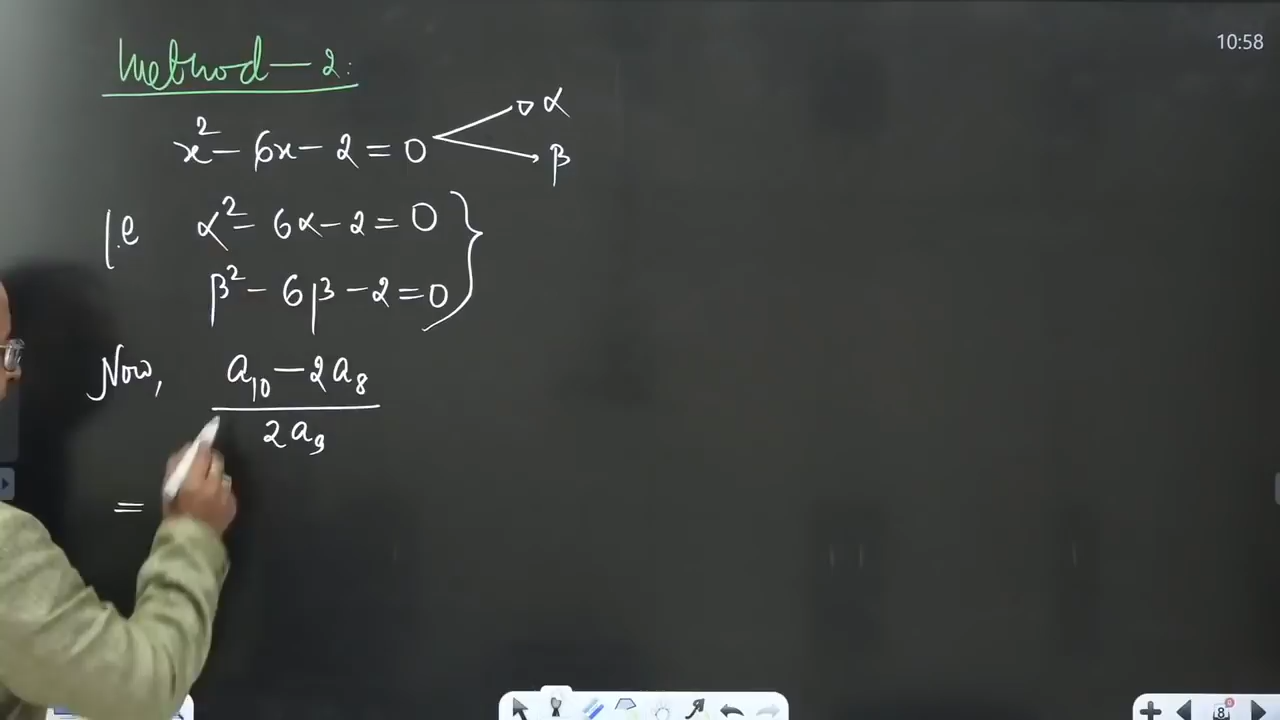 10:58
Method-2:
x² - 6x - 2 = 0 α
β
i.e α² - 6α - 2 = 0
β² - 6β - 2 = 0
Now, a₁₀ - 2a₈
2a₉
=
8